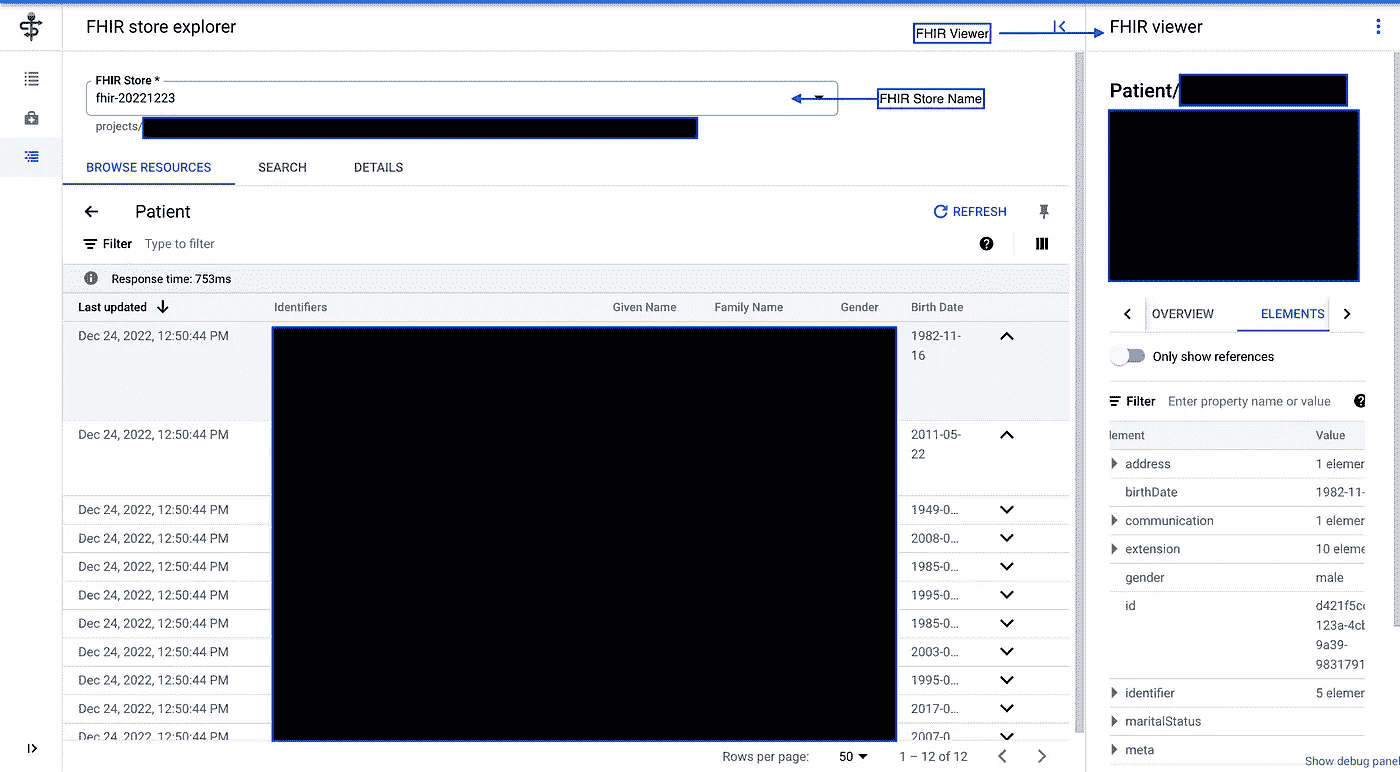 FHIR store explorer
FHIR Viewer
FHIR viewer
FHIR Store *
fhir-20221223
FHIR Store Name
projects/
BROWSE RESOURCES SEARCH DETAILS
Patient
REFRESH
Filter Type to filter
Response time: 753ms
Last updated Identifiers Given Name Family Name Gender Birth Date
Dec 24, 2022, 12:50:44 PM 1982-11-
16
Dec 24, 2022, 12:50:44 PM 2011-05-
22
Dec 24, 2022, 12:50:44 PM 1949-0...
Dec 24, 2022, 12:50:44 PM 2008-0...
Dec 24, 2022, 12:50:44 PM 1985-0...
Dec 24, 2022, 12:50:44 PM 1995-0...
Dec 24, 2022, 12:50:44 PM 1985-0...
Dec 24, 2022, 12:50:44 PM 2003-0...
Dec 24, 2022, 12:50:44 PM 1995-0...
Dec 24, 2022, 12:50:44 PM 2017-0...
Dec 24, 2022, 12:50:44 PM 2007-0
Rows per page: 50 1 – 12 of 12
Patient/
OVERVIEW ELEMENTS
Only show references
Filter Enter property name or value
lement Value
address 1 elemer
birthDate 1982-11-
communication 1 elemer
extension 10 eleme
gender male
id d421f5cc
123a-4cb
9a39-
9831791
identifier 5 elemer
maritalStatus
meta
Show debug pane